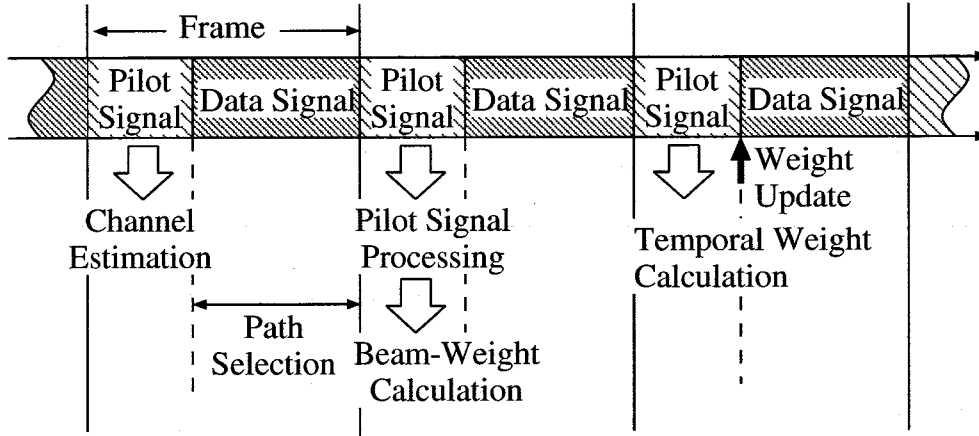 Frame
Pilot
Signal
Data Signal
Pilot
Signal
Data Signal
Pilot
Signal
Data Signal
Channel
Estimation
Path
Selection
Pilot Signal
Processing
Beam-Weight
Calculation
Weight
Update
Temporal Weight
Calculation